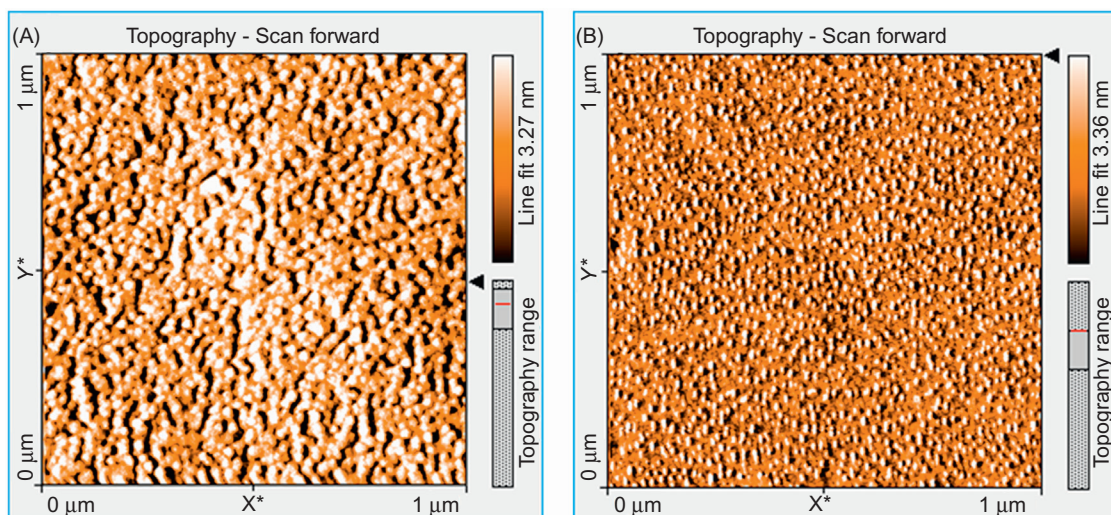 (A)
Topography - Scan forward
1 µm
Y*
0 µm
0 µm
X*
1 µm
Line fit 3.27 nm
Topography range
(B)
Topography - Scan forward
1 µm
Y*
0 µm
0 µm
X*
1 µm
Line fit 3.36 nm
Topography range